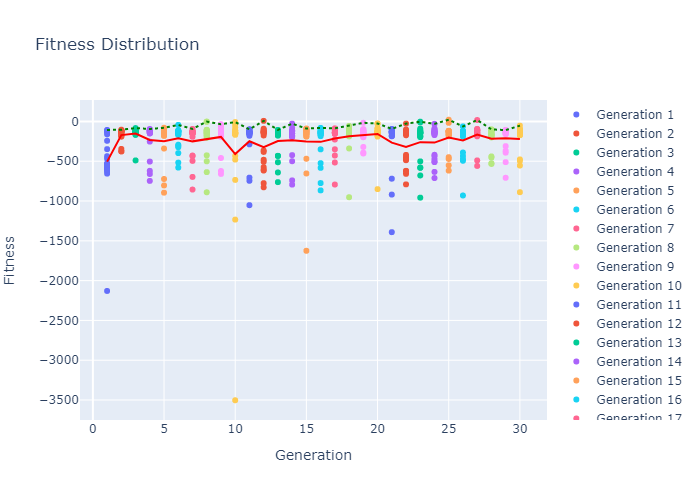 Fitness Distribution
0
−500
−1000
−1500
−2000
−2500
−3000
−3500
Fitness
0
5
10
15
20
25
30
Generation
Generation 1
Generation 2
Generation 3
Generation 4
Generation 5
Generation 6
Generation 7
Generation 8
Generation 9
Generation 10
Generation 11
Generation 12
Generation 13
Generation 14
Generation 15
Generation 16
Generation 17